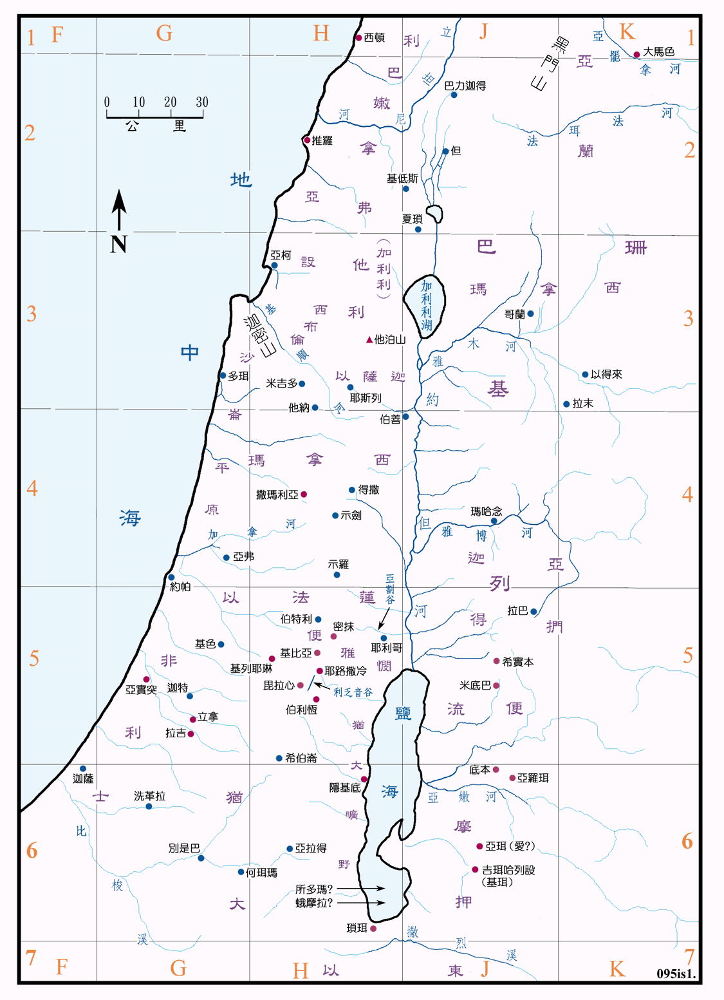 F G H J K
1 1
西頓
利
立
亞
罷
拿
河
大馬色
黑門山
亞
巴
坦
巴力迦得
嫩
0 10 20 30
公里
河
尼
法
珥
法
河
2 2
推羅
拿
但
蘭
地
基低斯
亞
弗
夏瑣
N
巴
珊
亞柯
設
他
(加利利)
瑪
拿
西
加利利湖
基
西
利
哥蘭
3 3
迦密山
布
倫
他泊山
順
木
河
中
沙
雅
多珥
米吉多
以薩迦
以得來
耶斯列
基
約
拉末
他納
河
伯善
崙
平
瑪拿西
4 4
撒瑪利亞
得撒
原
示劍
瑪哈念
海
加拿河
但
雅博河
亞弗
迦
亞
示羅
約帕
亞割谷
列
以法蓮
河
拉巴
伯特利
得
捫
密抹
便
基色
耶利哥
5 5
非
基比亞
雅
憫
希實本
基列耶琳
耶路撒冷
亞實突
迦特
毘拉心
利乏音谷
米底巴
伯利恆
鹽
流便
立拿
拉吉
利
猶
希伯崙
大
底本
迦薩
隱基底
亞羅珥
士
洗革拉
猶
海
亞嫩河
曠
摩
比
6 6
別是巴
亞拉得
亞珥(愛?)
何珥瑪
野
吉珥哈列設
(基珥)
梭
所多瑪?
蛾摩拉?
大
押
瑣珥
撒
溪
烈
溪
7 7
F G H J K
以東
095is1.